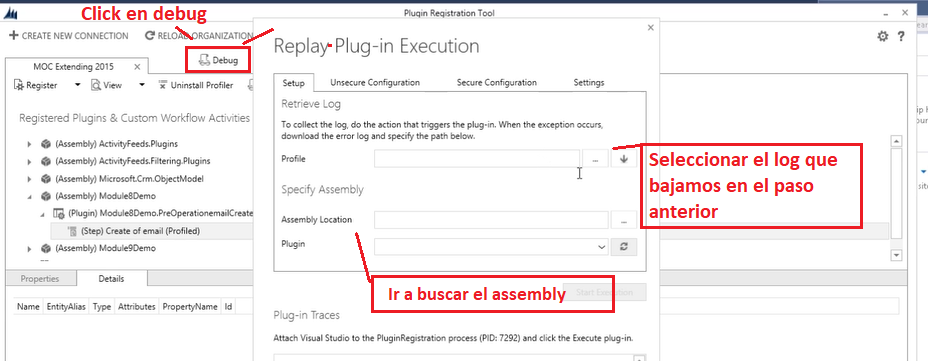 Click en debug
Plugin Registration Tool
CREATE NEW CONNECTION
RELOAD ORGANIZATION
Debug
MOC Extending 2015
Register
View
Uninstall Profiler
Registered Plugins & Custom Workflow Activities
(Assembly) ActivityFeeds.Plugins
(Assembly) ActivityFeeds.Filtering.Plugins
(Assembly) Microsoft.Crm.ObjectModel
(Assembly) Module8Demo
(Plugin) Module8Demo.PreOperationemailCreate
(Step) Create of email (Profiled)
(Assembly) Module9Demo
Properties
Details
Name EntityAlias Type Attributes PropertyName Id
Replay Plug-in Execution
Setup
Unsecure Configuration
Secure Configuration
Settings
Retrieve Log
To collect the log, do the action that triggers the plug-in. When the exception occurs,
download the error log and specify the path below.
Profile
...
Specify Assembly
Assembly Location
...
Plugin
Start Execution
Plug-in Traces
Attach Visual Studio to the PluginRegistration process (PID: 7292) and click the Execute plug-in.
Seleccionar el log que
bajamos en el paso
anterior
Ir a buscar el assembly